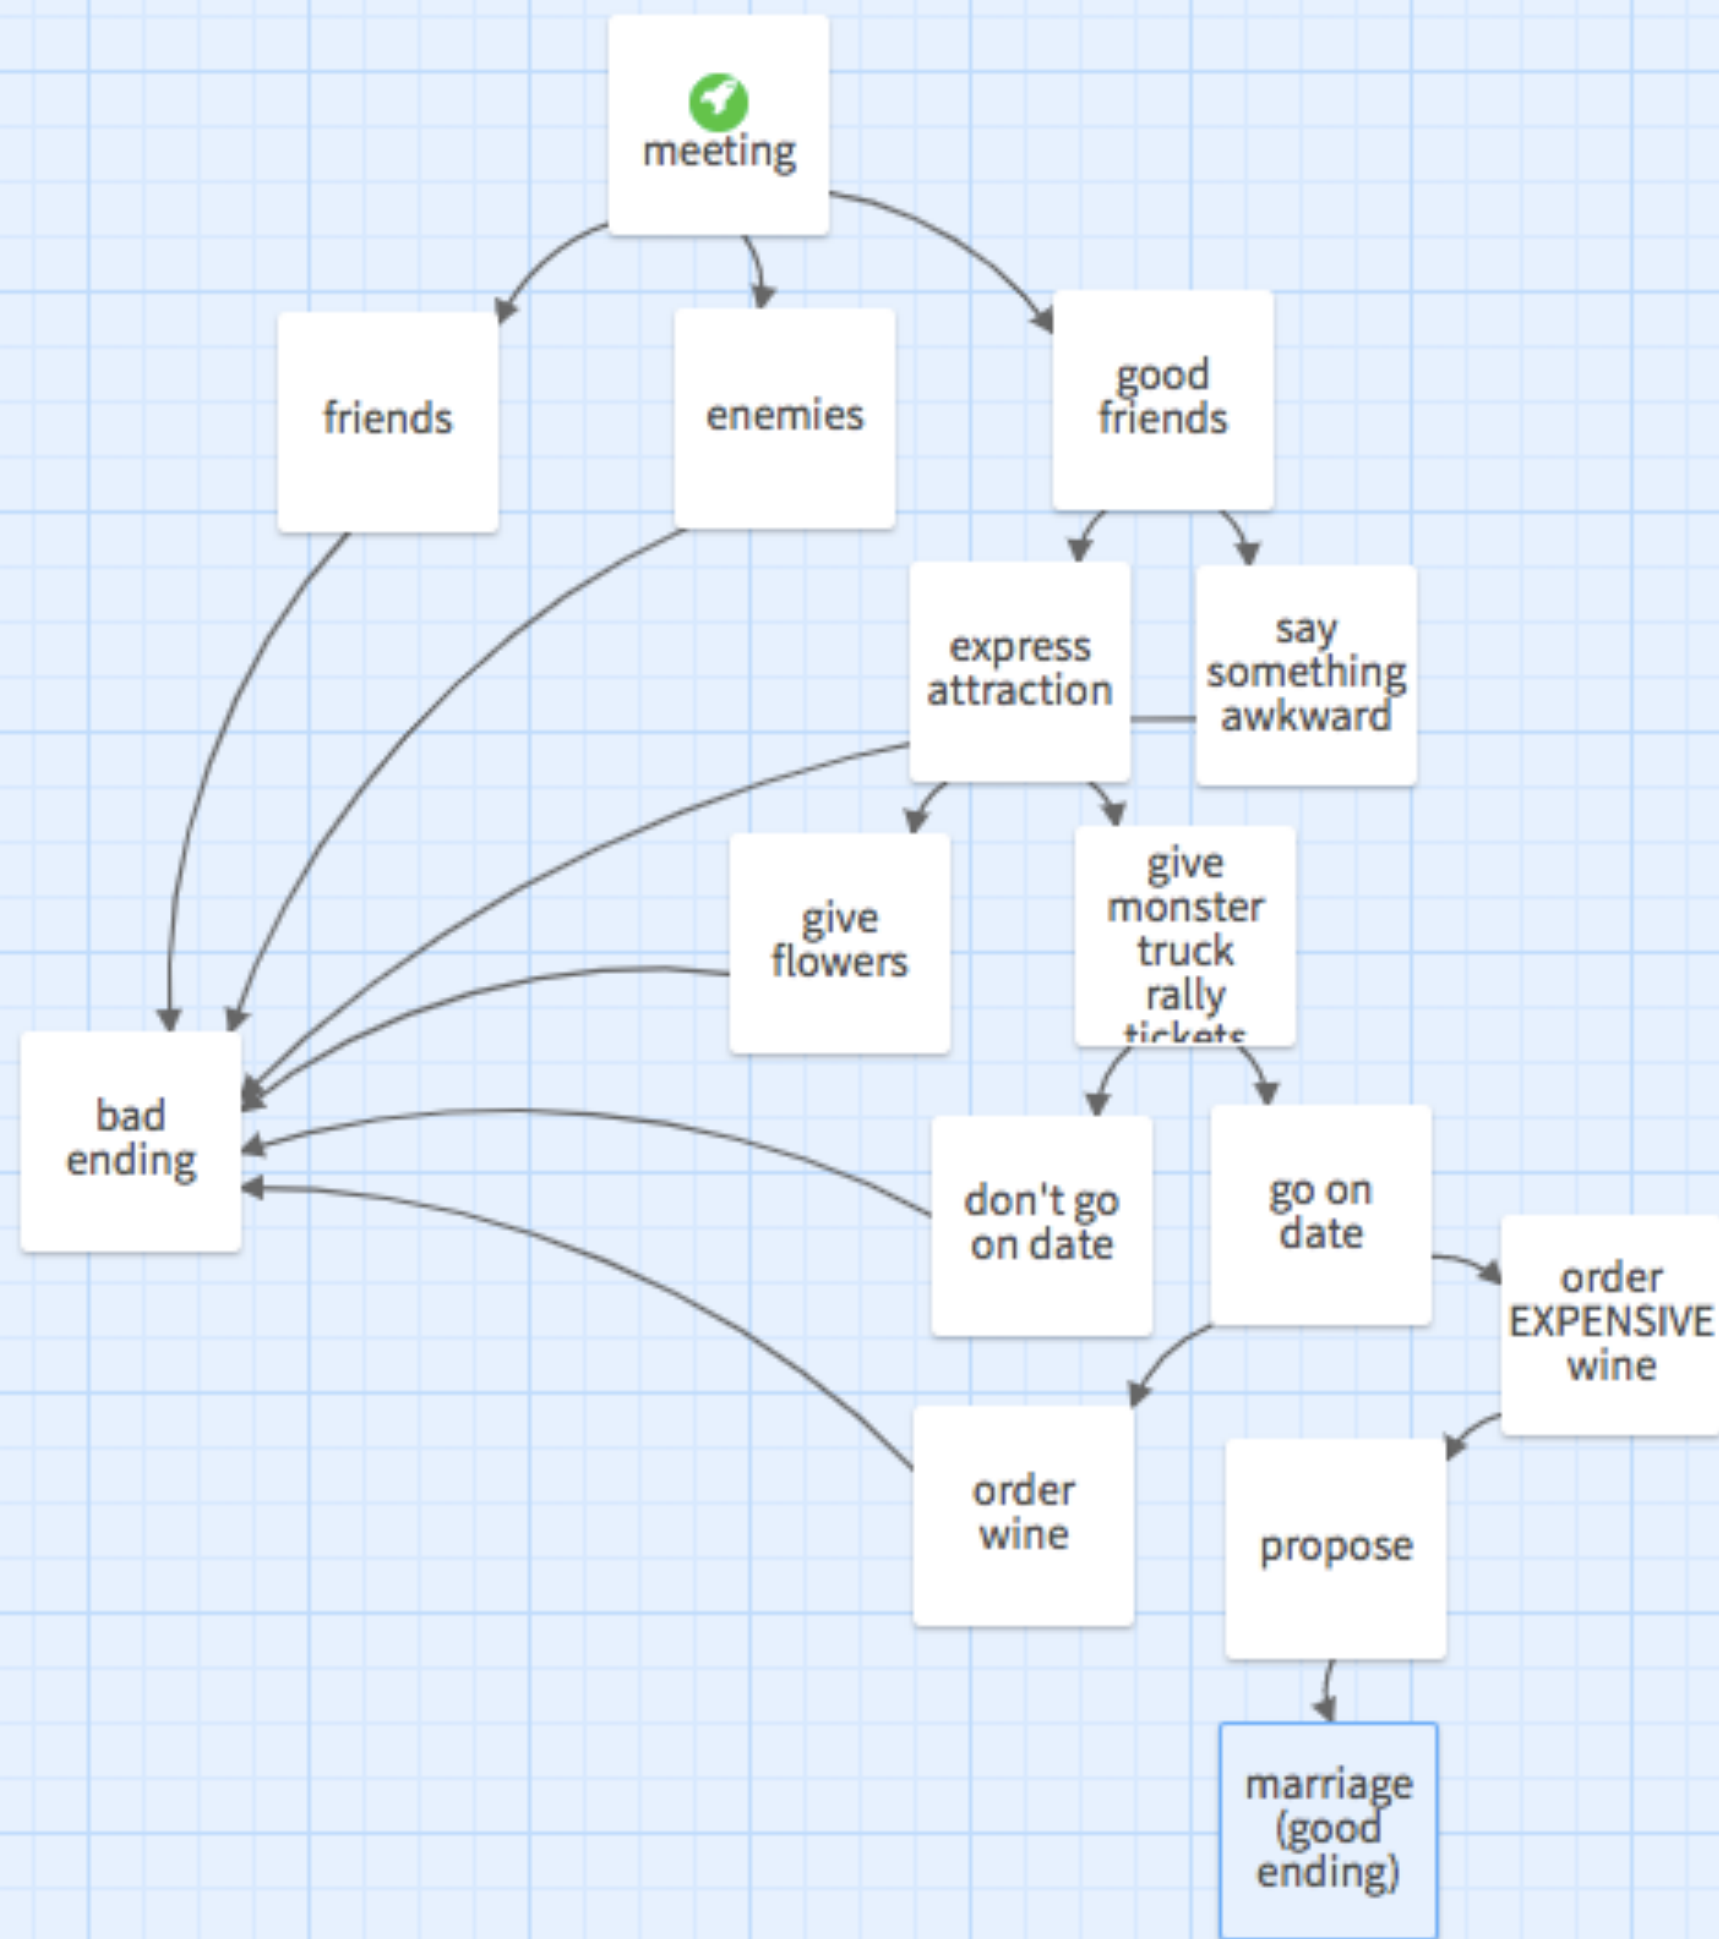 meeting
friends
enemies
good
friends
express
attraction
say
something
awkward
give
flowers
give
monster
truck
rally
tickets
bad
ending
don't go
on date
go on
date
order
EXPENSIVE
wine
order
wine
propose
marriage
(good
ending)